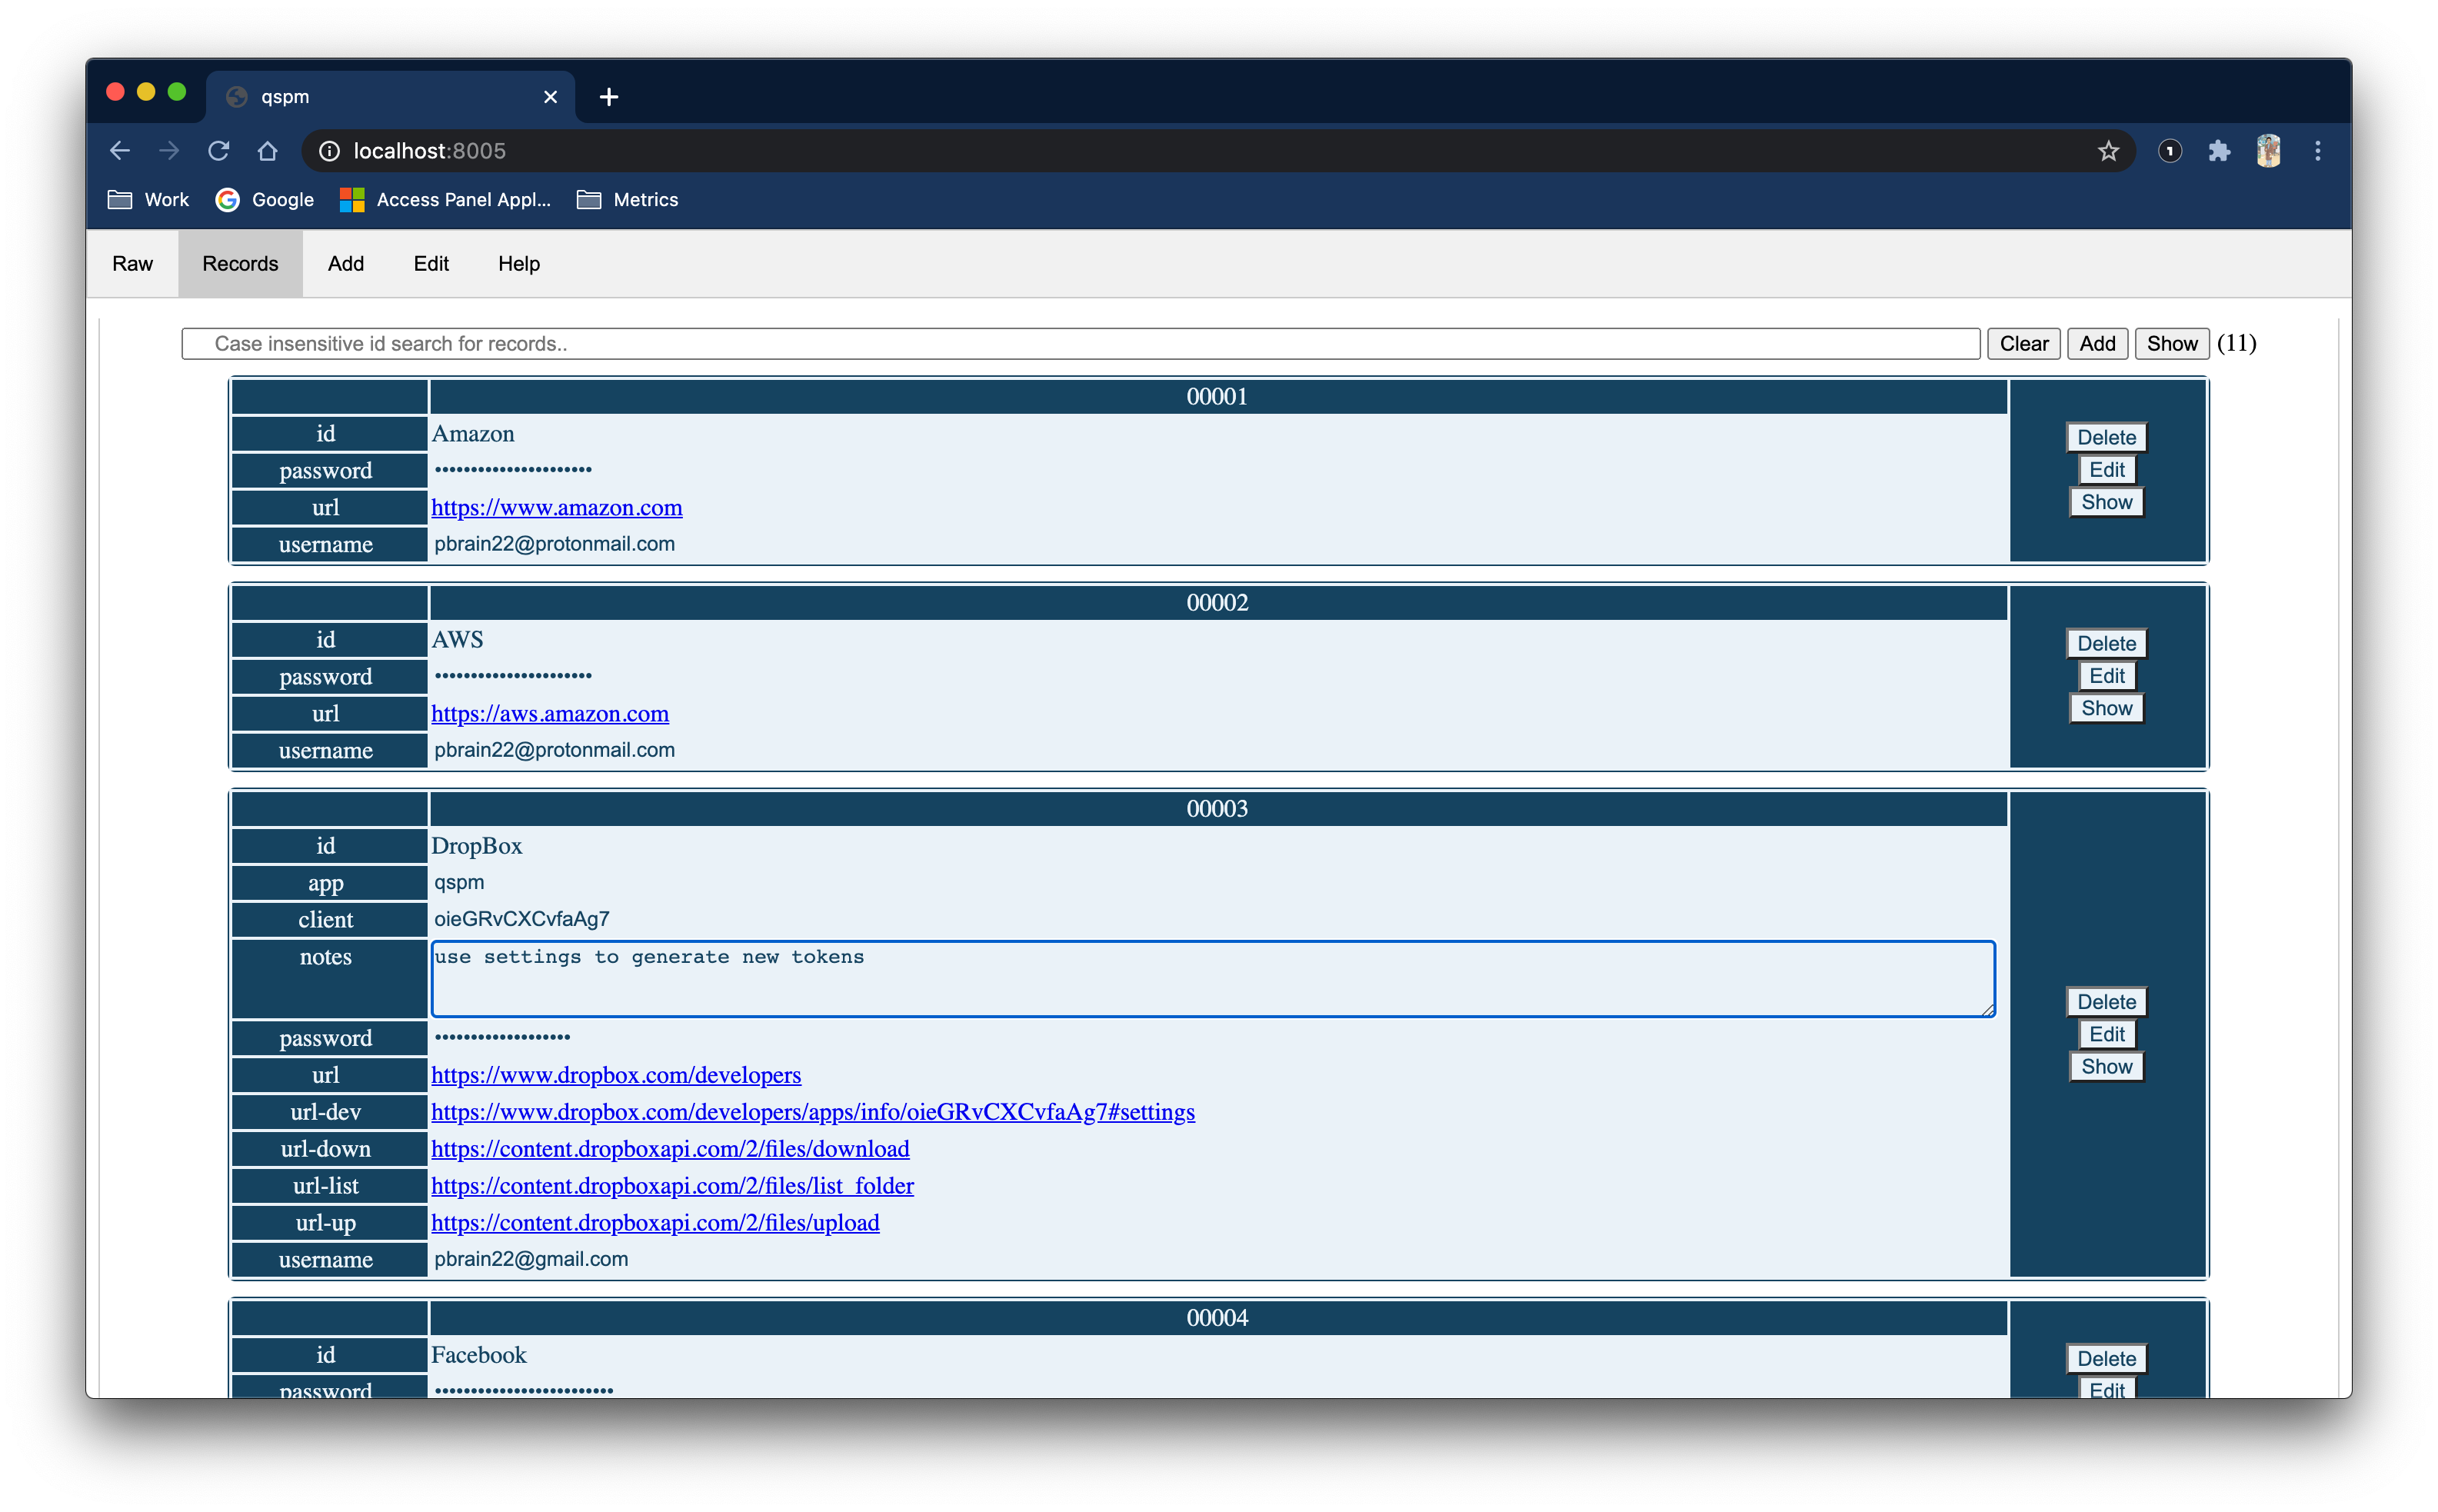 qspm
localhost:8005
Work Google Access Panel Appl... Metrics
Raw Records Add Edit Help
Case insensitive id search for records.. Clear Add Show (11)
00001
id Amazon
password ••••••••••••••••••••••
url https://www.amazon.com
username pbrain22@protonmail.com
Delete
Edit
Show
00002
id AWS
password ••••••••••••••••••••••
url https://aws.amazon.com
username pbrain22@protonmail.com
Delete
Edit
Show
00003
id DropBox
app qspm
client oieGRvCXCvfaAg7
notes use settings to generate new tokens
password •••••••••••••••••••
url https://www.dropbox.com/developers
url-dev https://www.dropbox.com/developers/apps/info/oieGRvCXCvfaAg7#settings
url-down https://content.dropboxapi.com/2/files/download
url-list https://content.dropboxapi.com/2/files/list_folder
url-up https://content.dropboxapi.com/2/files/upload
username pbrain22@gmail.com
Delete
Edit
Show
00004
id Facebook
password •••••••••••••••••••••••••
Delete
Edit